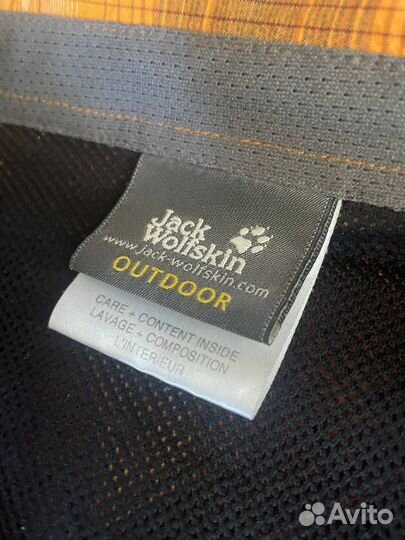 Jack
Wolfskin
www.jack-wolfskin.com
OUTDOOR
CARE + CONTENT INSIDE
LAVAGE + COMPOSITION
L'INTERIEUR
Avito